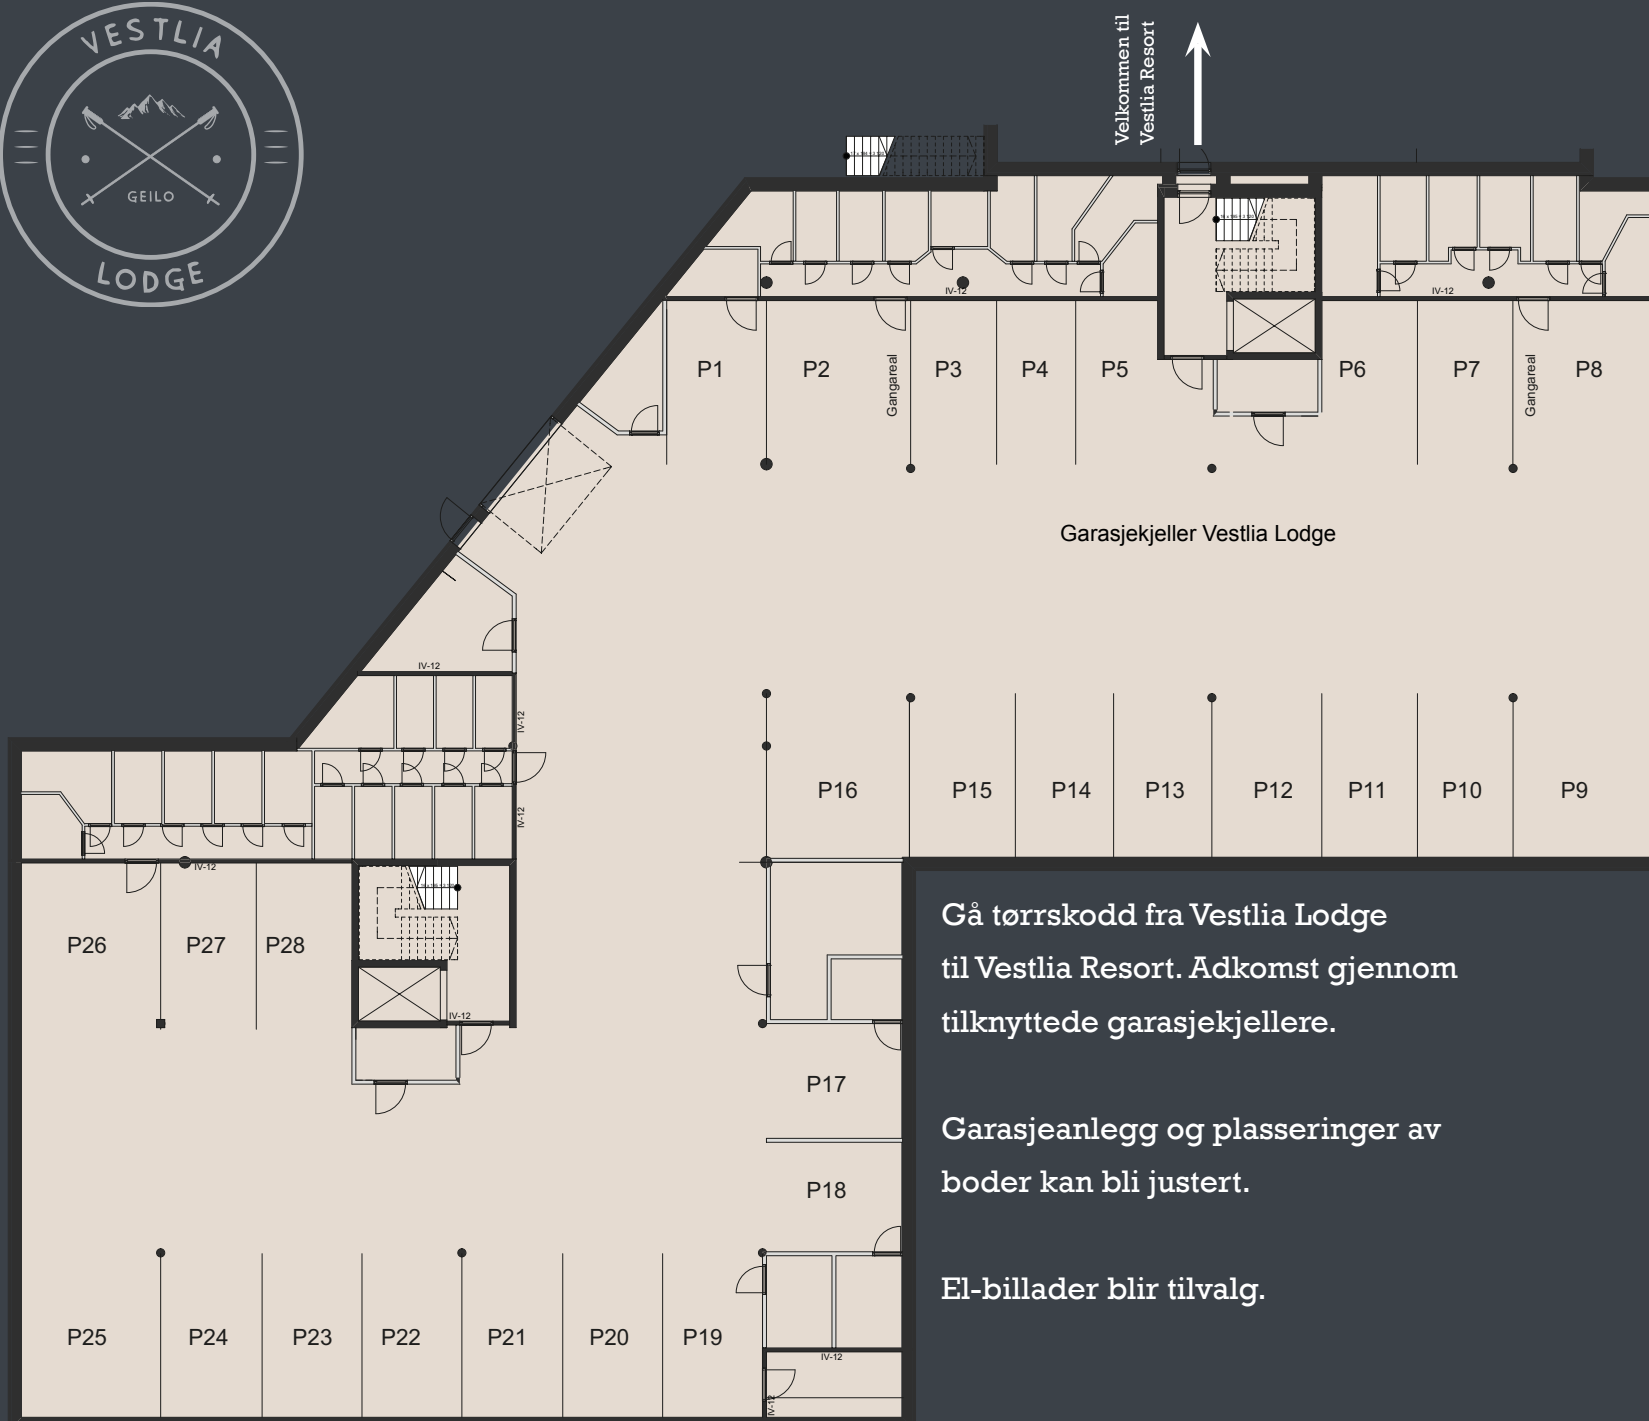 VESTLIA
GEILO
LODGE
Velkommen til
Vestlia Resort
IV-12
IV-12
P1
P2
Gangareal
P3
P4
P5
P6
P7
Gangareal
P8
Garasjekjeller Vestlia Lodge
IV-12
IV-12
IV-12
P16
P15
P14
P13
P12
P11
P10
P9
IV-12
P26
P27
P28
IV-12
P17
P18
P25
P24
P23
P22
P21
P20
P19
IV-12
IV-12
Gå tørrskodd fra Vestlia Lodge
til Vestlia Resort. Adkomst gjennom
tilknyttede garasjekjellere.
Garasjeanlegg og plasseringer av
boder kan bli justert.
El-billader blir tilvalg.